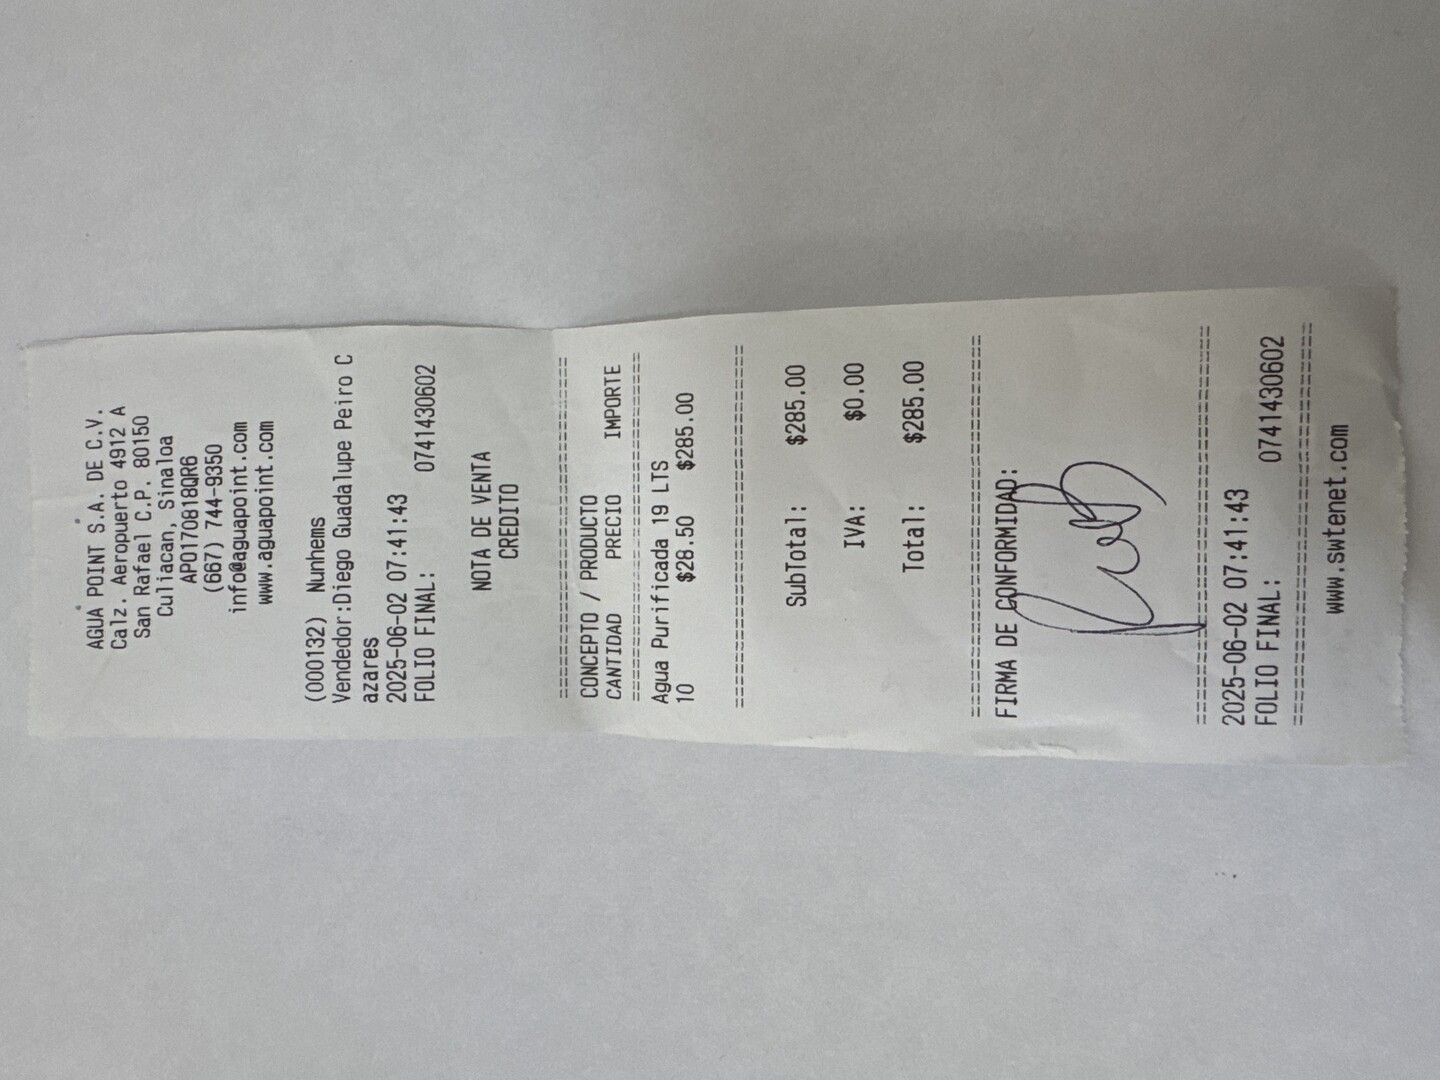 AGUA POINT S.A. DE C.V.
Calz. Aeropuerto 4912 A
San Rafael C.P. 80150
Culiacan, Sinaloa
APO170818QR6
(667) 744-9350
info@aguapoint.com
www.aguapoint.com
(000132) Nunhems
Vendedor:Diego Guadalupe Peiro C
azares
2025-06-02 07:41:43
FOLIO FINAL: 0741430602
NOTA DE VENTA
CREDITO
================================
CONCEPTO / PRODUCTO
CANTIDAD PRECIO IMPORTE
================================
Agua Purificada 19 LTS
10 $28.50 $285.00
================================
SubTotal: $285.00
IVA: $0.00
Total: $285.00
================================
FIRMA DE CONFORMIDAD:
================================
2025-06-02 07:41:43
FOLIO FINAL: 0741430602
================================
www.swtenet.com